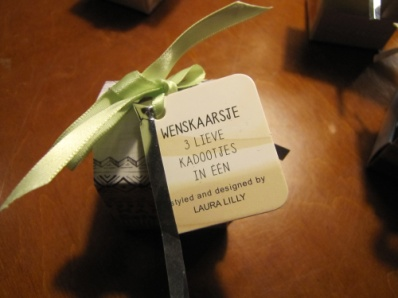 WENSKAARSJE
3 LIEVE
KADOOTJES
IN EEN
styled and designed by
LAURA LILLY